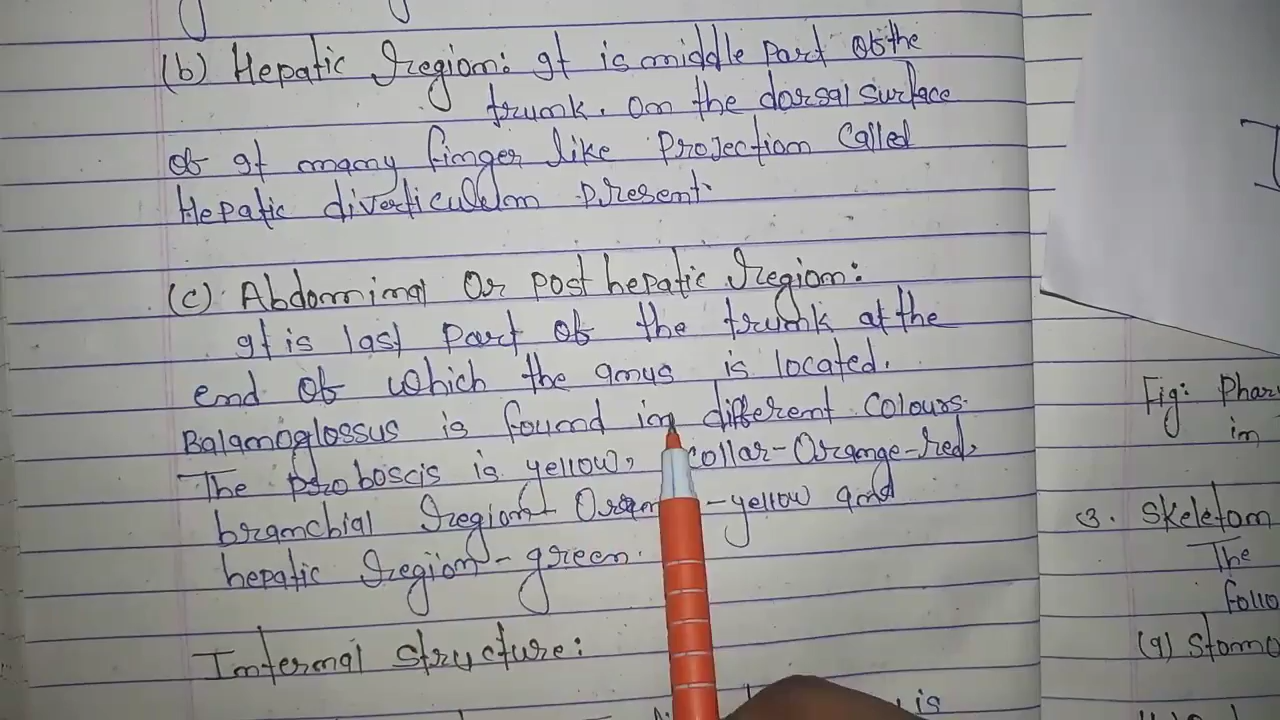 (b) Hepatic region: It is middle part of the
trunk. on the dorsal surface
of It many finger like projection called
Hepatic diverticulum present.
(c) Abdominal Or post hepatic region:
It is last part of the trunk at the
end of which the anus is located.
Balanoglossus is found in different colours.
The proboscis is yellow, collar-Orange-red,
branchial region - -yellow and
hepatic region - green.
Internal structure:
is
Fig:
in
3. Skeleton
The
(a)